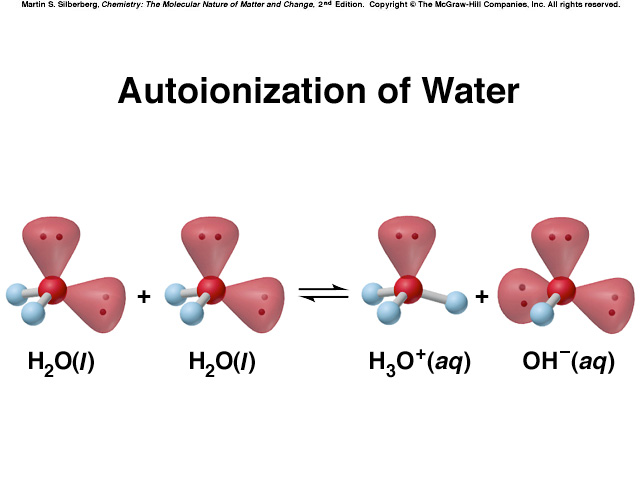 Martin S. Silberberg, Chemistry: The Molecular Nature of Matter and Change, 2nd Edition. Copyright © The McGraw-Hill Companies, Inc. All rights reserved.
Autoionization of Water
+ ⇌ +
H₂O(l) H₂O(l) H₃O⁺(aq) OH⁻(aq)